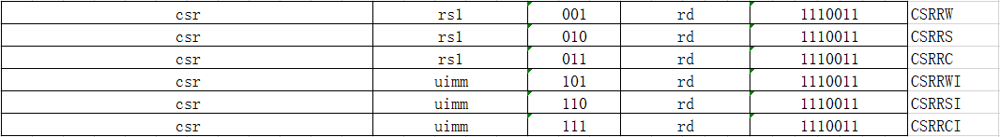 csr rs1 001 rd 1110011 CSRRW
csr rs1 010 rd 1110011 CSRRS
csr rs1 011 rd 1110011 CSRRC
csr uimm 101 rd 1110011 CSRRWI
csr uimm 110 rd 1110011 CSRRSI
csr uimm 111 rd 1110011 CSRRCI